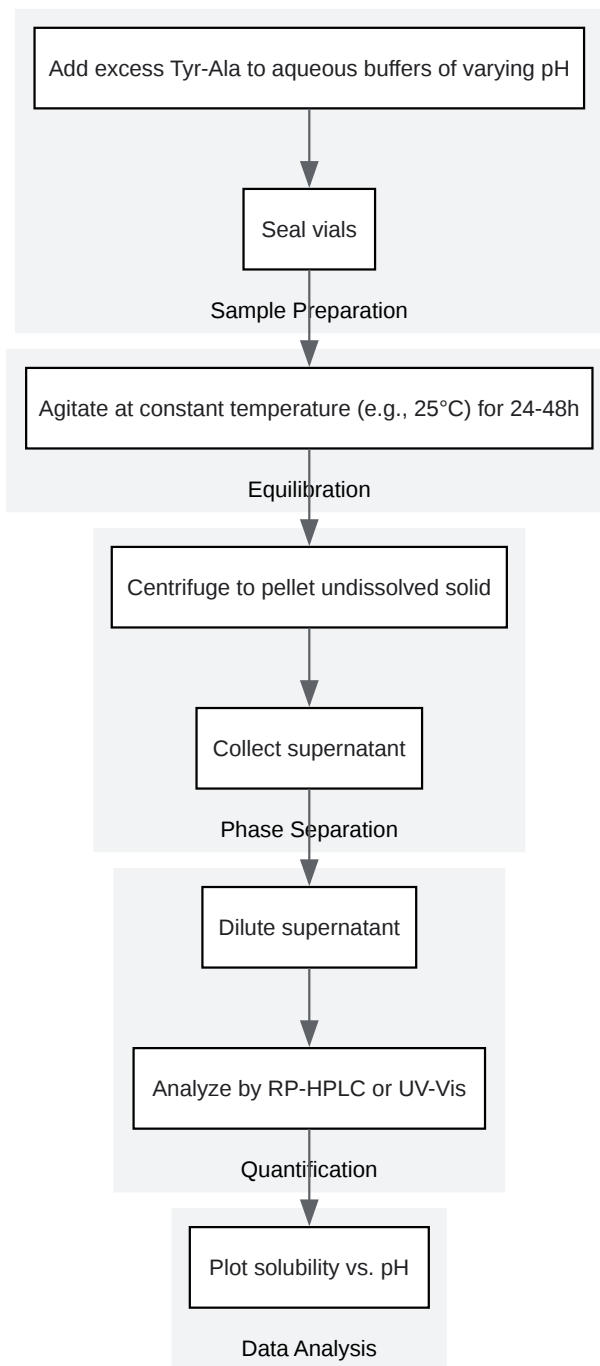 Add excess Tyr-Ala to aqueous buffers of varying pH
Seal vials
Sample Preparation
Agitate at constant temperature (e.g., 25°C) for 24-48h
Equilibration
Centrifuge to pellet undissolved solid
Collect supernatant
Phase Separation
Dilute supernatant
Analyze by RP-HPLC or UV-Vis
Quantification
Plot solubility vs. pH
Data Analysis